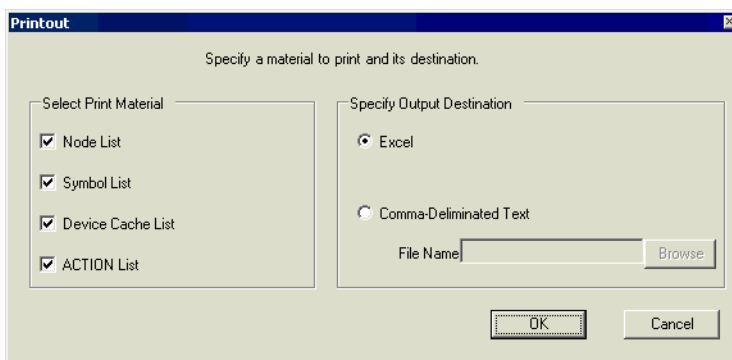 Printout
Specify a material to print and its destination.
Select Print Material
Node List
Symbol List
Device Cache List
ACTION List
Specify Output Destination
Excel
Comma-Deliminated Text
File Name
Browse
OK
Cancel